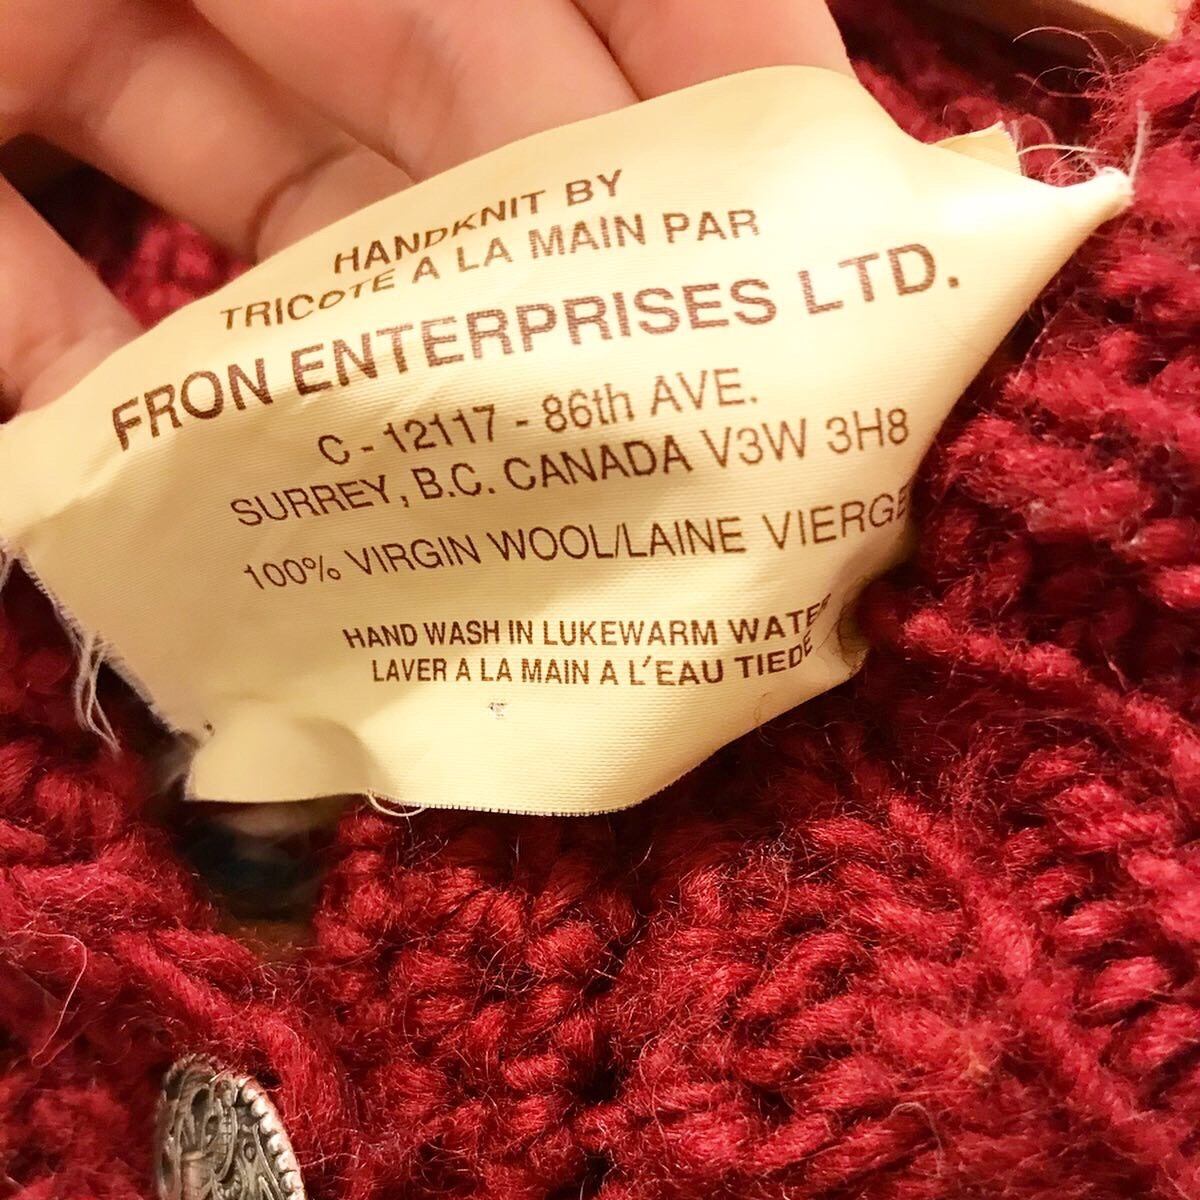 HANDKNIT BY
TRICOTE A LA MAIN PAR
FRON ENTERPRISES LTD.
C - 12117 - 86th AVE.
SURREY, B.C. CANADA V3W 3H8
100% VIRGIN WOOL/LAINE VIERGE
HAND WASH IN LUKEWARM WATER
LAVER A LA MAIN A L'EAU TIEDE